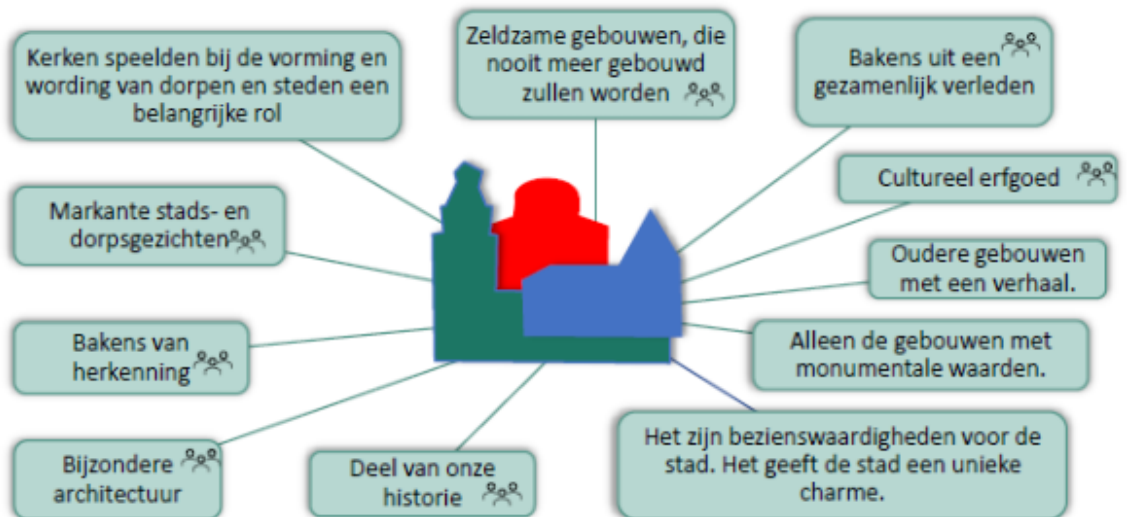 Kerken speelden bij de vorming en
wording van dorpen en steden een
belangrijke rol
Zeldzame gebouwen, die
nooit meer gebouwd
zullen worden
Bakens uit een
gezamenlijk verleden
Cultureel erfgoed
Markante stads- en
dorpsgezichten
Oudere gebouwen
met een verhaal.
Bakens van
herkenning
Alleen de gebouwen met
monumentale waarden.
Bijzondere
architectuur
Deel van onze
historie
Het zijn bezienswaardigheden voor de
stad. Het geeft de stad een unieke
charme.